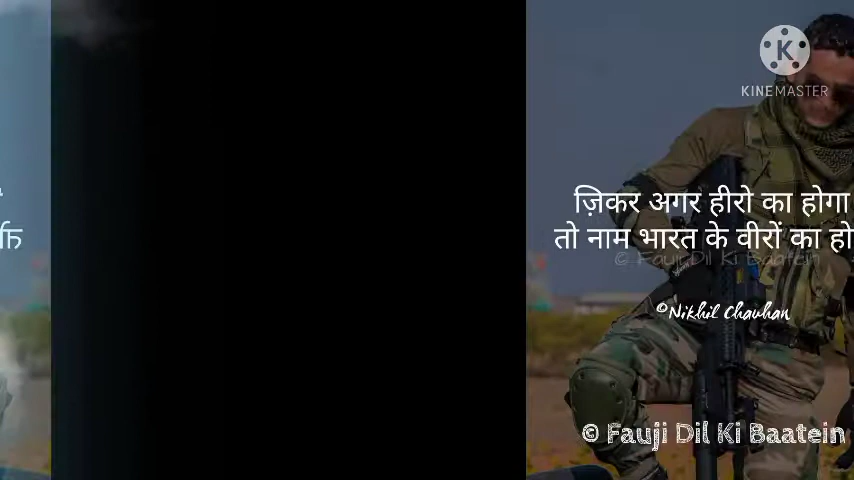 KINEMASTER
ज़िकर अगर हीरो का होगा
तो नाम भारत के वीरों का हो
© Fauji Dil Ki Baatein
©Nikhil Chauhan
© Fauji Dil Ki Baatein